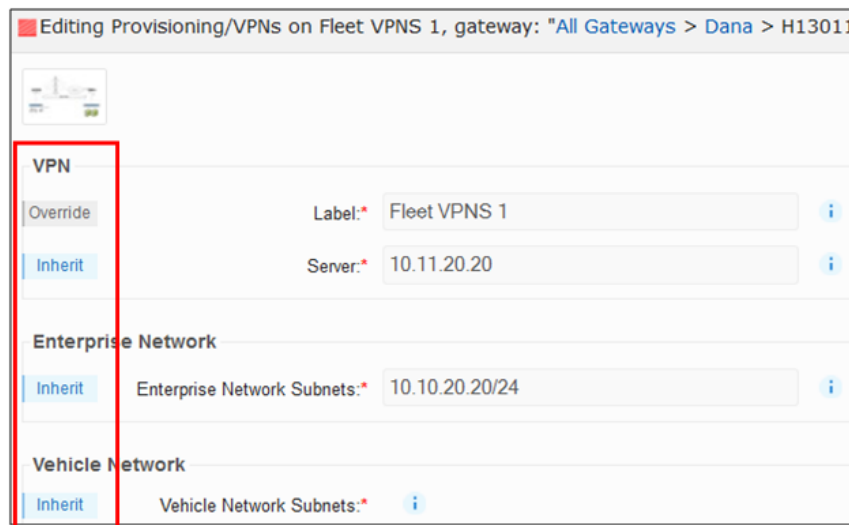 Editing Provisioning/VPNs on Fleet VPNS 1, gateway: "All Gateways > Dana > H13011
VPN
Override Label:* Fleet VPNS 1 i
Inherit Server:* 10.11.20.20 i
Enterprise Network
Inherit Enterprise Network Subnets:* 10.10.20.20/24 i
Vehicle Network
Inherit Vehicle Network Subnets:* i